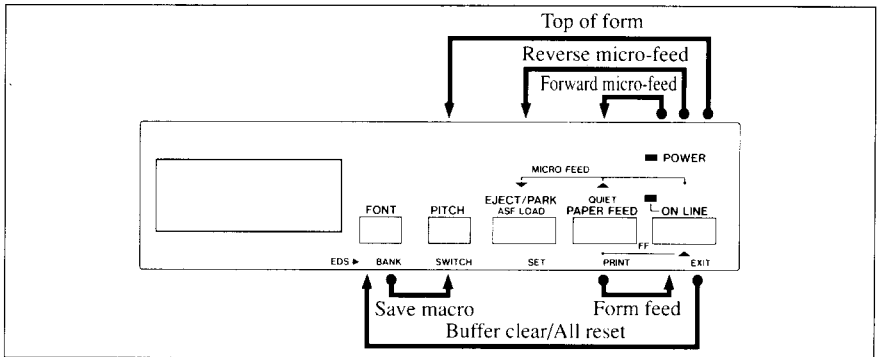 Top of form
Reverse micro-feed
Forward micro-feed
POWER
MICRO FEED
EJECT/PARK QUIET
FONT PITCH ASF LOAD PAPER FEED ON LINE
FF
EDS ▶ BANK SWITCH SET PRINT EXIT
Save macro Form feed
Buffer clear/All reset